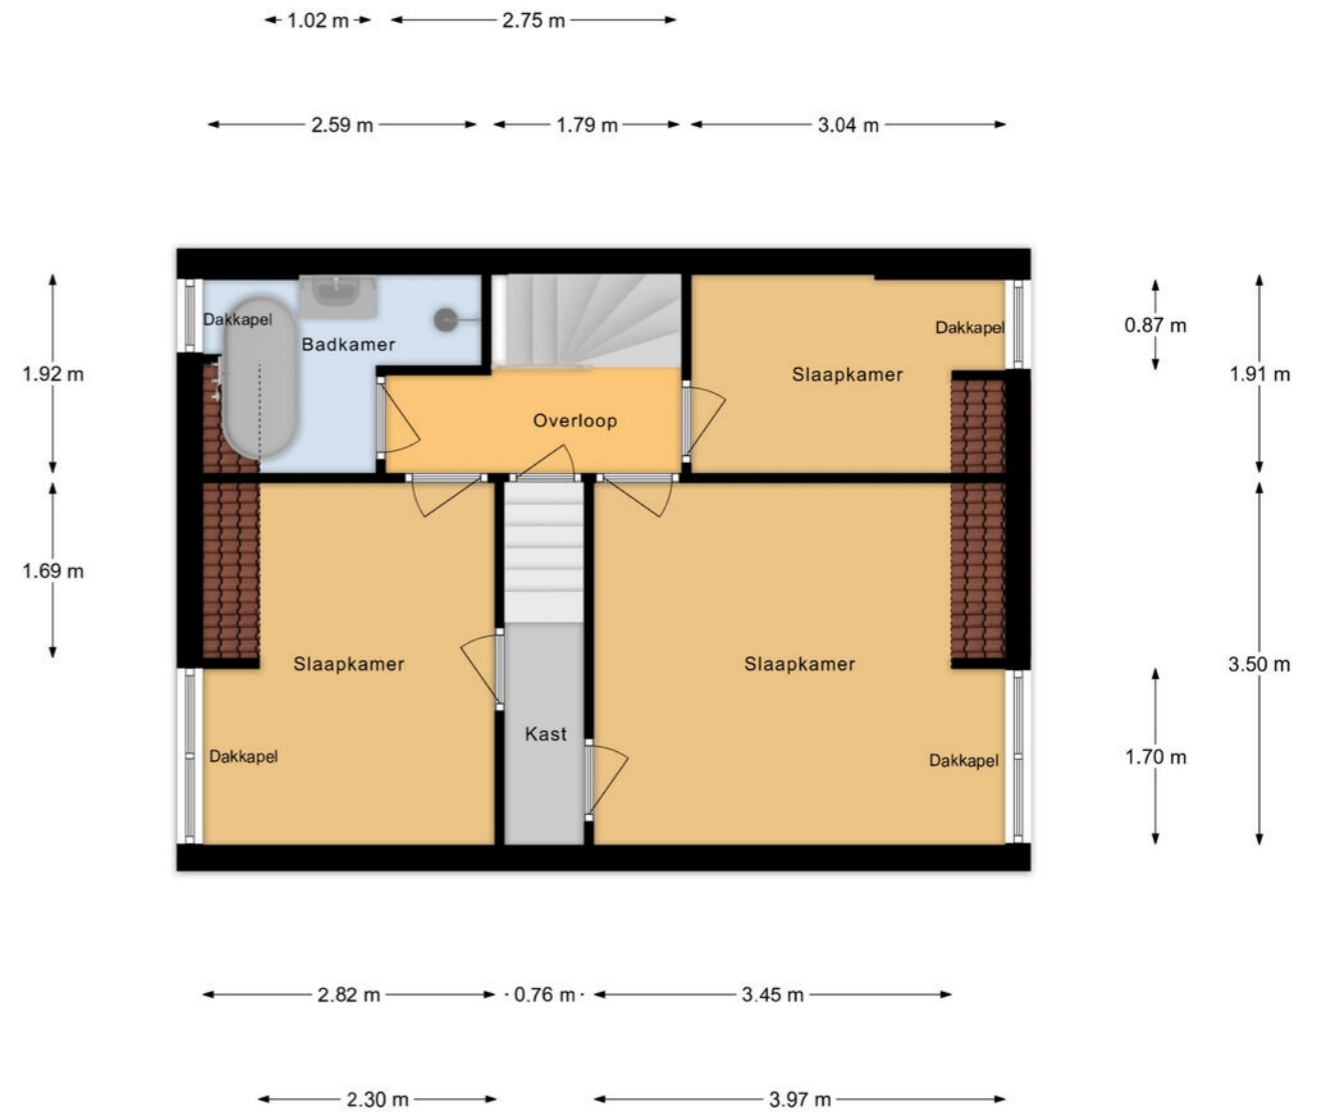 1.02 m
2.75 m
2.59 m
1.79 m
3.04 m
Dakkapel
Badkamer
Dakkapel
0.87 m
1.92 m
Slaapkamer
1.91 m
Overloop
1.69 m
Slaapkamer
Slaapkamer
3.50 m
Kast
Dakkapel
Dakkapel
1.70 m
2.82 m
0.76 m
3.45 m
2.30 m
3.97 m